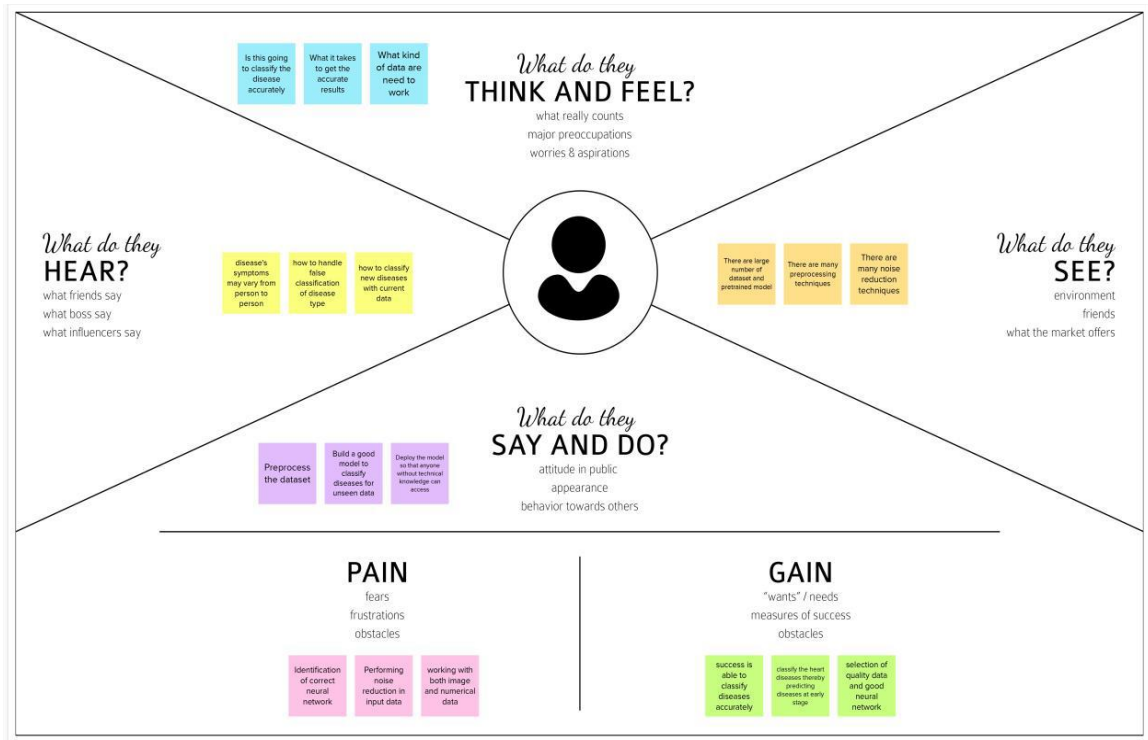 Is this going
to classify the
disease
accurately
What it takes
to get the
accurate
results
What kind
of data are
need to
work
What do they
THINK AND FEEL?
what really counts
major preoccupations
worries & aspirations
What do they
HEAR?
what friends say
what boss say
what influencers say
disease's
symptoms
may vary from
person to
person
how to handle
false
classification
of disease
type
how to classify
new diseases
with current
data
There are large
number of
dataset and
pretrained model
There are many
preprocessing
techniques
There are
many noise
reduction
techniques
What do they
SEE?
environment
friends
what the market offers
What do they
SAY AND DO?
attitude in public
appearance
behavior towards others
Preprocess
the dataset
Build a good
model to
classify
diseases for
unseen data
Deploy the model
so that anyone
without technical
knowledge can
access
PAIN
fears
frustrations
obstacles
Identification
of correct
neural
network
Performing
noise
reduction in
input data
working with
both image
and numerical
data
GAIN
"wants" / needs
measures of success
obstacles
success is
able to
classify
diseases
accurately
classify the heart
diseases thereby
predicting
diseases at early
stage
selection of
quality data
and good
neural
network